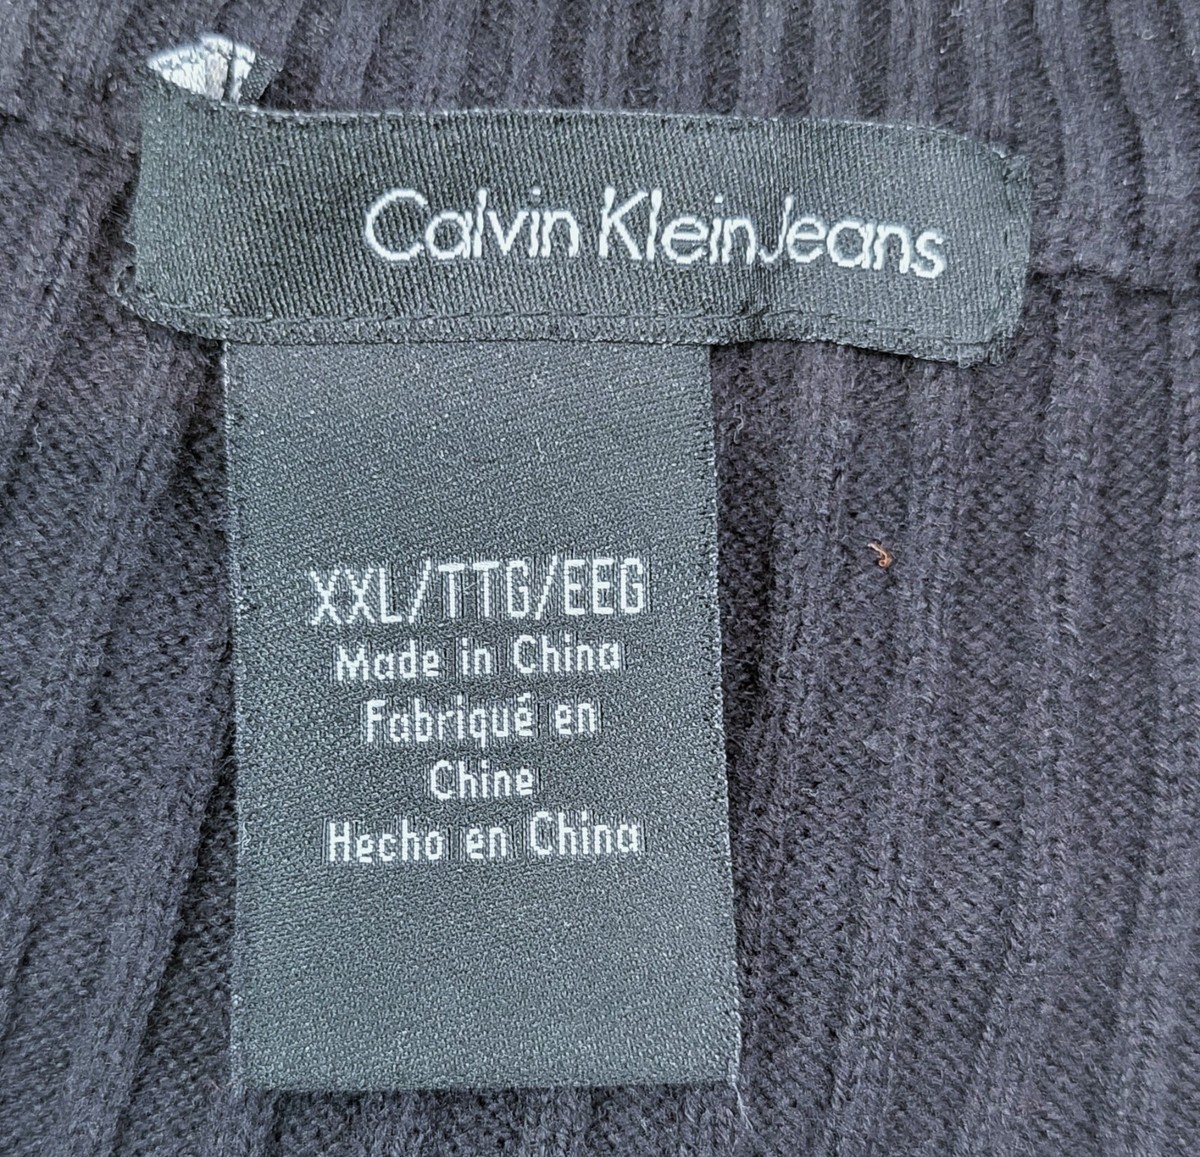 Calvin Klein Jeans
XXL/TTG/EEG
Made in China
Fabriqué en
Chine
Hecho en China